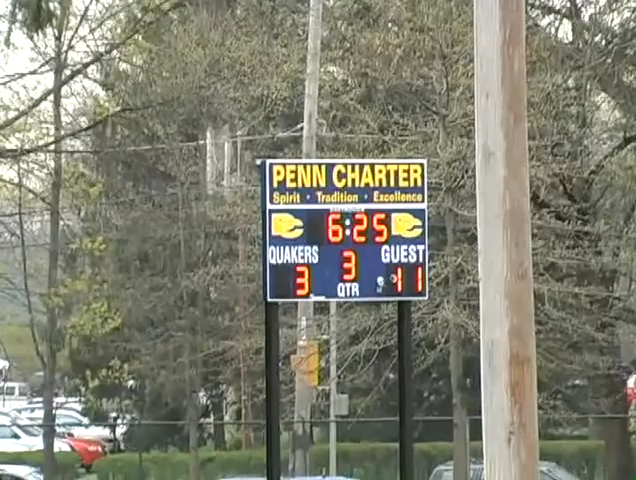 PENN CHARTER
Spirit · Tradition · Excellence
6:25
QUAKERS GUEST
3 3 11
QTR